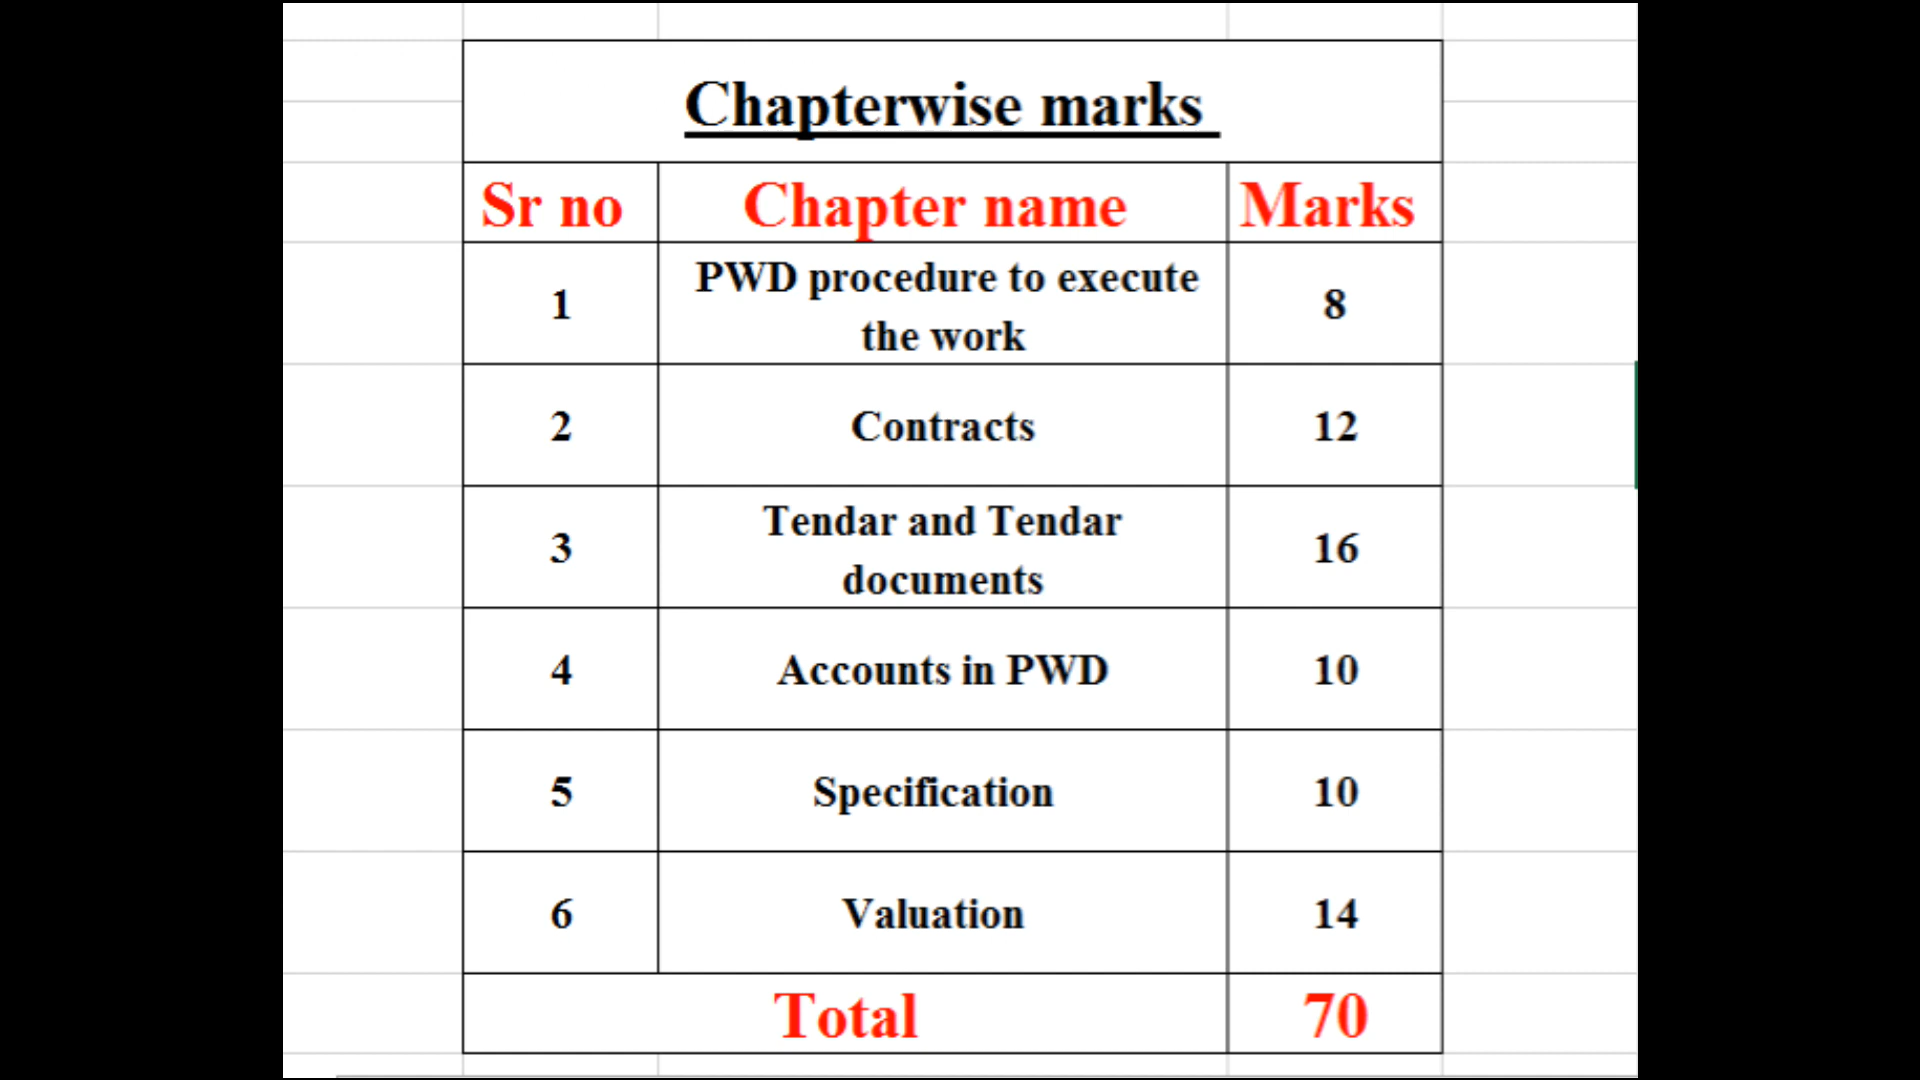 Chapterwise marks
Sr no Chapter name Marks
1 PWD procedure to execute the work 8
2 Contracts 12
3 Tendar and Tendar documents 16
4 Accounts in PWD 10
5 Specification 10
6 Valuation 14
Total 70